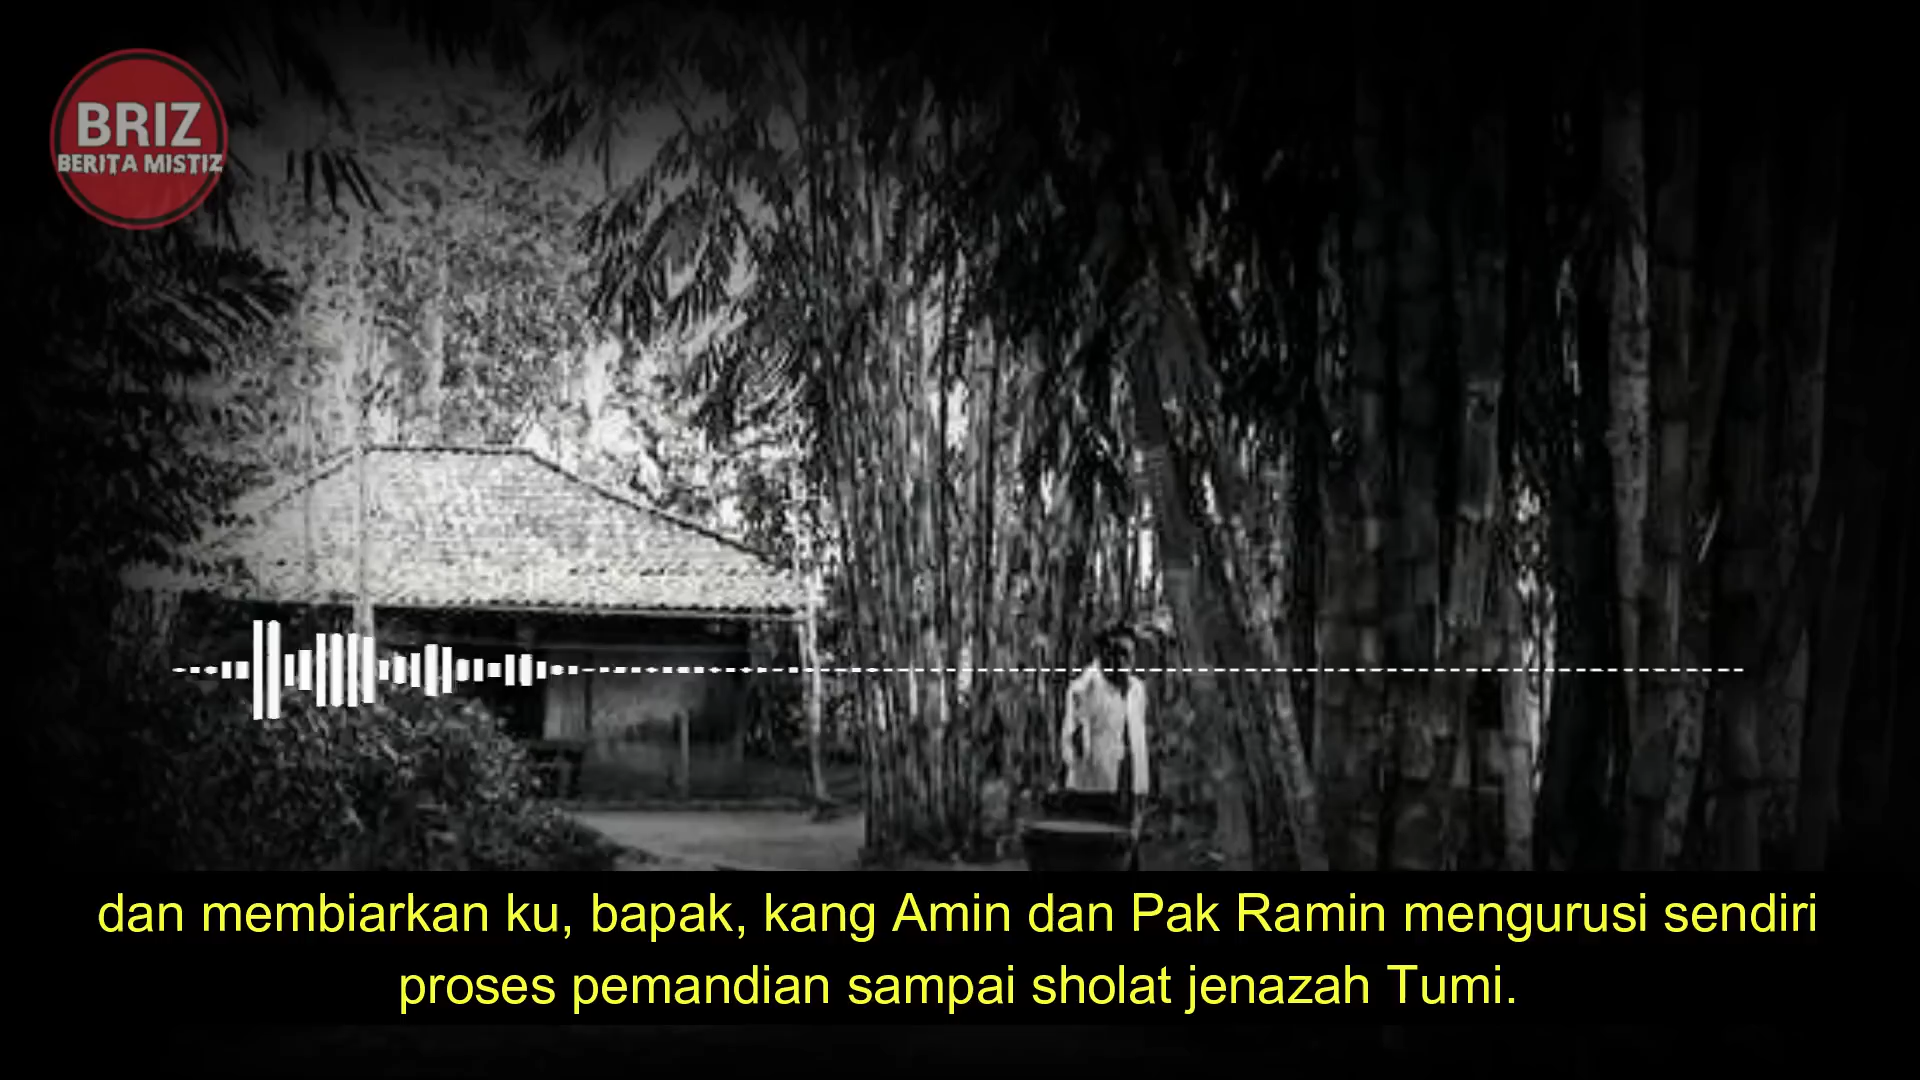 BRIZ
BERITA MISTIZ
dan membiarkan ku, bapak, kang Amin dan Pak Ramin mengurusi sendiri
proses pemandian sampai sholat jenazah Tumi.